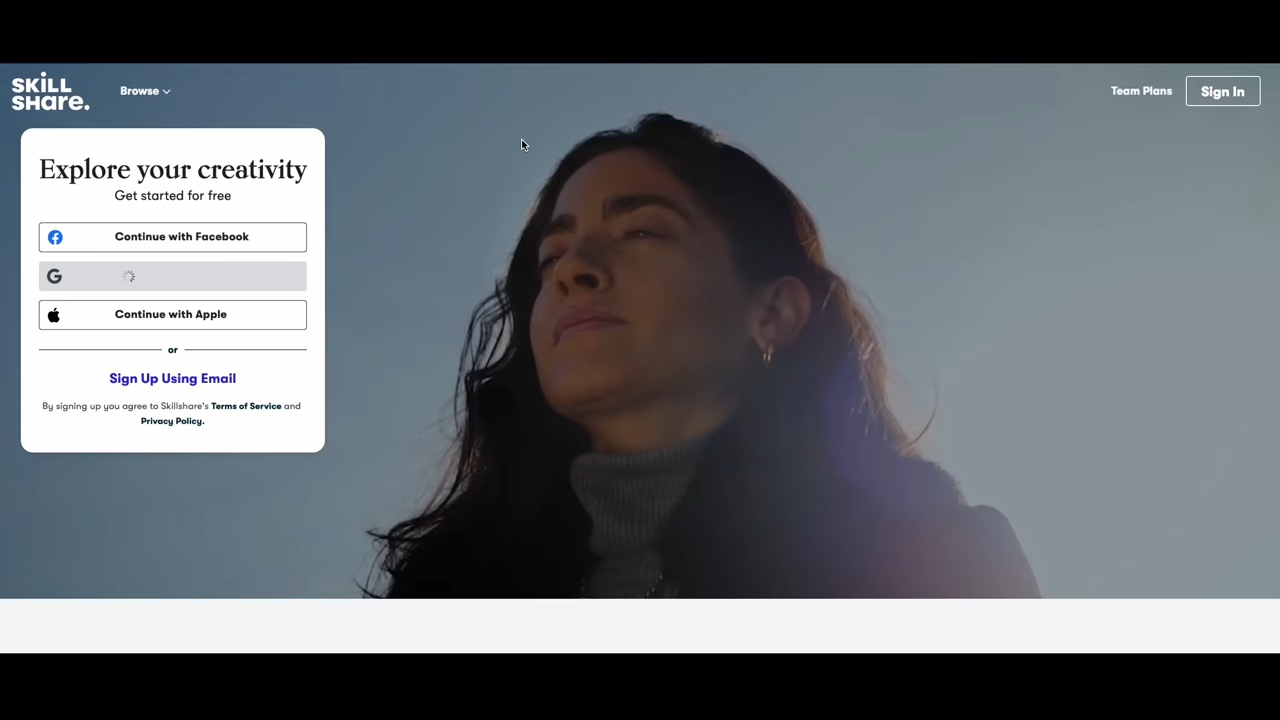 SKILL
SHare.
Browse
Team Plans
Sign In
Explore your creativity
Get started for free
Continue with Facebook
G
Continue with Apple
or
Sign Up Using Email
By signing up you agree to Skillshare's Terms of Service and
Privacy Policy.